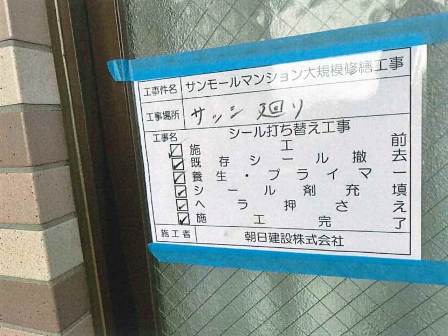 工事件名 サンモールマンション大規模修繕工事
工事場所 サッシ廻り
工事名 シール打ち替え工事
施工前
既存シール撤去
養生・プライマー
シール剤充填
ヘラ押さえ
施工完了
施工者 朝日建設株式会社